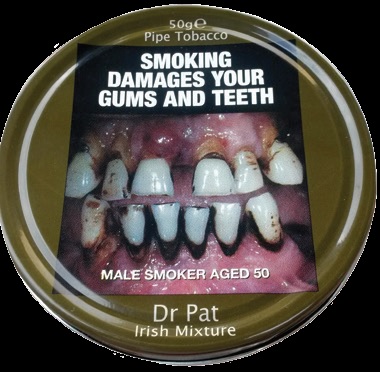 50g℮
Pipe Tobacco
SMOKING
DAMAGES YOUR
GUMS AND TEETH
MALE SMOKER AGED 50
Dr Pat
Irish Mixture